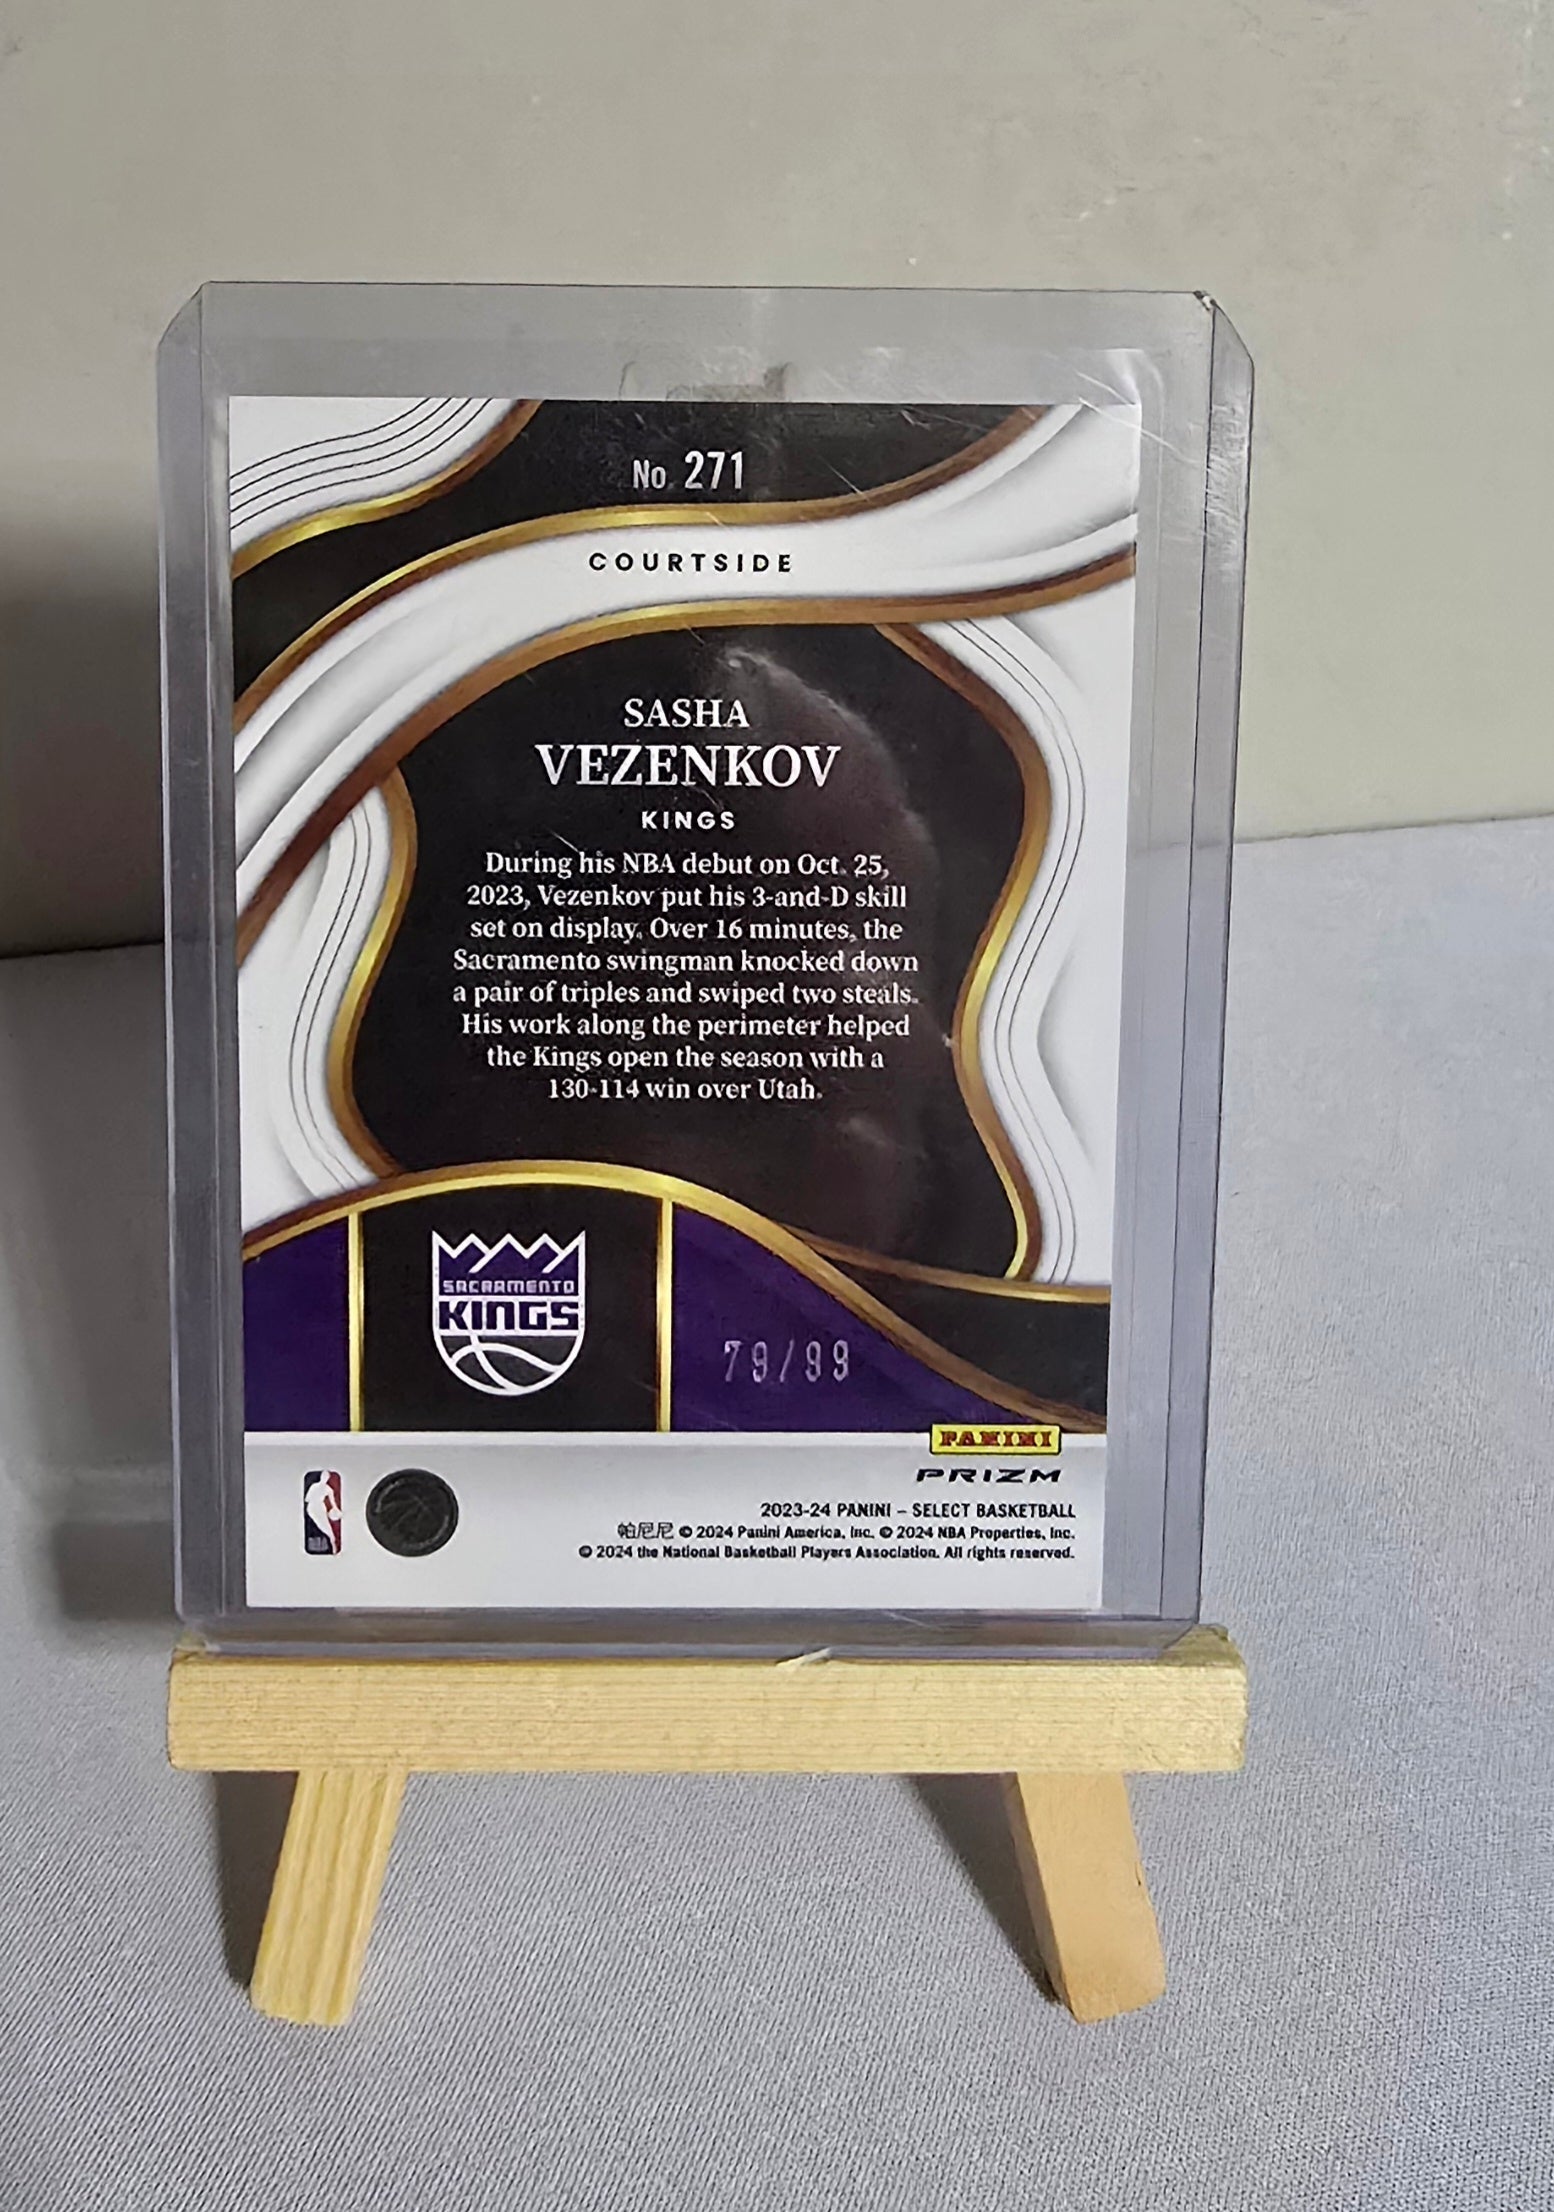 No. 271
COURTSIDE
SASHA
VEZENKOV
KINGS
During his NBA debut on Oct. 25,
2023, Vezenkov put his 3-and-D skill
set on display. Over 16 minutes, the
Sacramento swingman knocked down
a pair of triples and swiped two steals.
His work along the perimeter helped
the Kings open the season with a
130-114 win over Utah.
SACRAMENTO
KINGS
79/99
PANINI
PRIZM
NBA
2023-24 PANINI – SELECT BASKETBALL
帕尼尼 © 2024 Panini America, Inc. © 2024 NBA Properties, Inc.
© 2024 the National Basketball Players Association. All rights reserved.